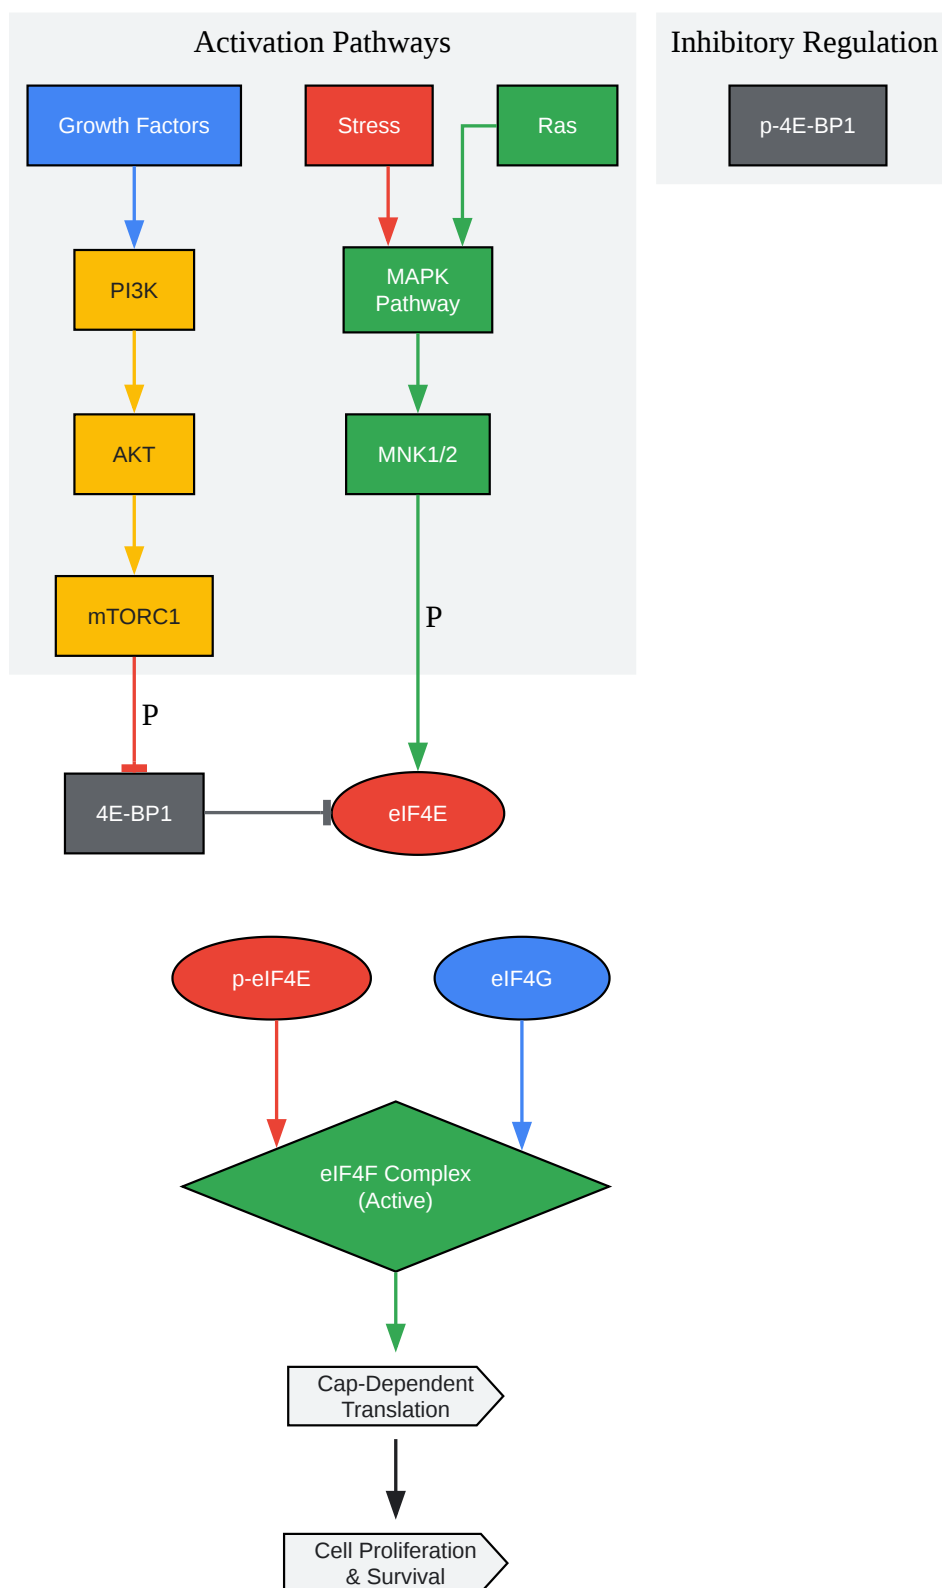 Activation Pathways
Inhibitory Regulation
Growth Factors
Stress
Ras
p-4E-BP1
PI3K
MAPK
Pathway
AKT
MNK1/2
mTORC1
P
P
4E-BP1
eIF4E
p-eIF4E
eIF4G
eIF4F Complex
(Active)
Cap-Dependent
Translation
Cell Proliferation
& Survival